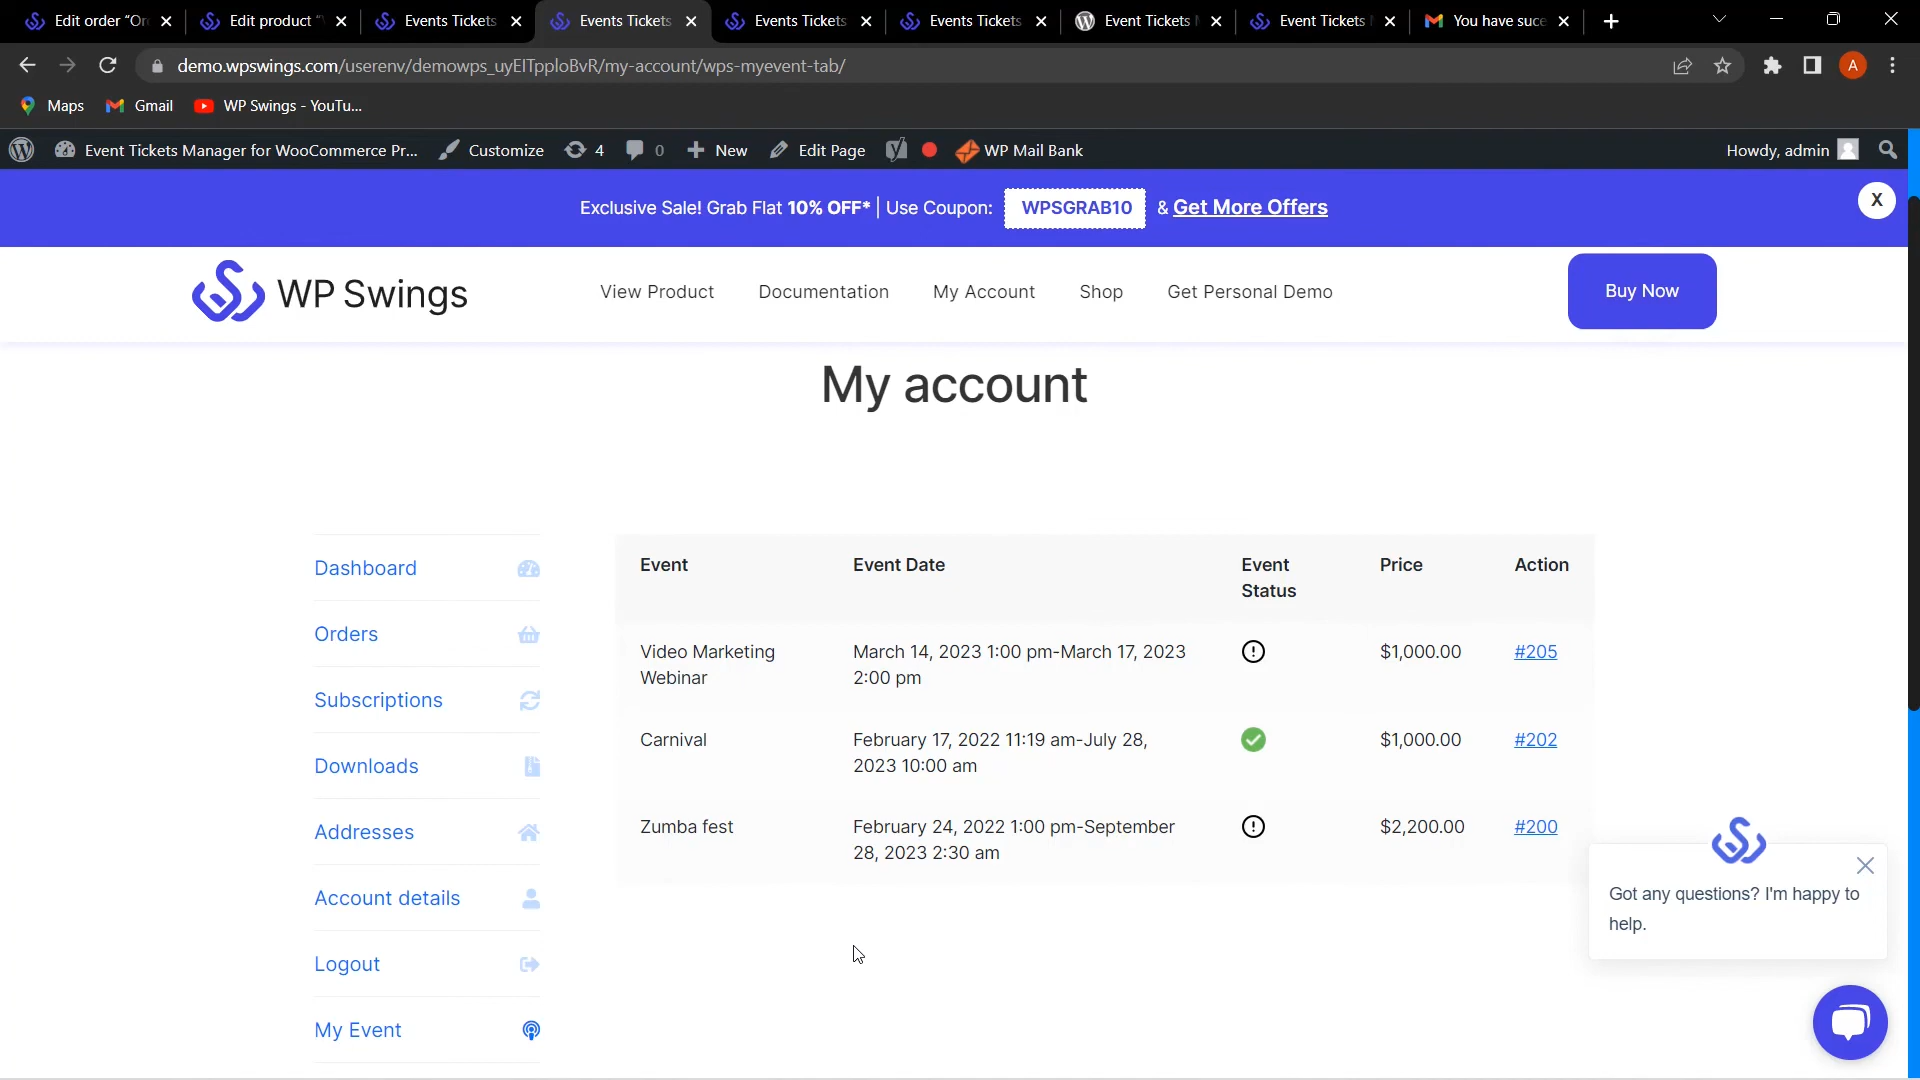 Edit order “Or
Edit product “V
Events Tickets
Events Tickets
Events Tickets
Events Tickets
Event Tickets
Event Tickets
You have suc
demo.wpswings.com/userenv/demowps_uyEITpploBvR/my-account/wps-myevent-tab/
A
Maps
Gmail
WP Swings - YouTu...
Event Tickets Manager for WooCommerce Pr...
Customize
4
0
New
Edit Page
WP Mail Bank
Howdy, admin
Exclusive Sale! Grab Flat 10% OFF* | Use Coupon: WPSGRAB10 & Get More Offers
X
WP Swings
View Product
Documentation
My Account
Shop
Get Personal Demo
Buy Now
My account
Dashboard
Orders
Subscriptions
Downloads
Addresses
Account details
Logout
My Event
Event
Event Date
Event
Status
Price
Action
Video Marketing
Webinar
March 14, 2023 1:00 pm-March 17, 2023
2:00 pm
$1,000.00
#205
Carnival
February 17, 2022 11:19 am-July 28,
2023 10:00 am
$1,000.00
#202
Zumba fest
February 24, 2022 1:00 pm-September
28, 2023 2:30 am
$2,200.00
#200
Got any questions? I'm happy to
help.